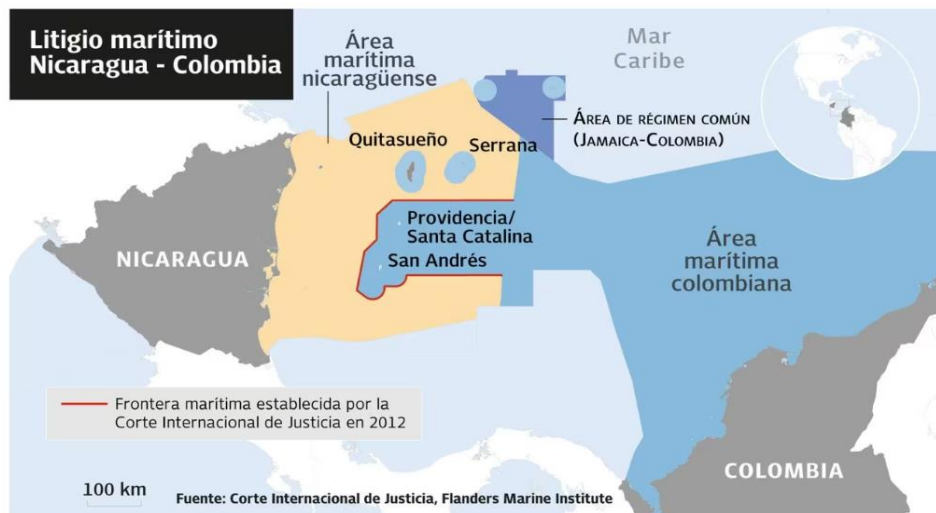 Litigio marítimo
Nicaragua - Colombia
Área
marítima
nicaragüense
Mar
Caribe
ÁREA DE RÉGIMEN COMÚN
(JAMAICA-COLOMBIA)
Quitasueño
Serrana
Providencia/
Santa Catalina
San Andrés
NICARAGUA
Área
marítima
colombiana
Frontera marítima establecida por la
Corte Internacional de Justicia en 2012
COLOMBIA
100 km
Fuente: Corte Internacional de Justicia, Flanders Marine Institute